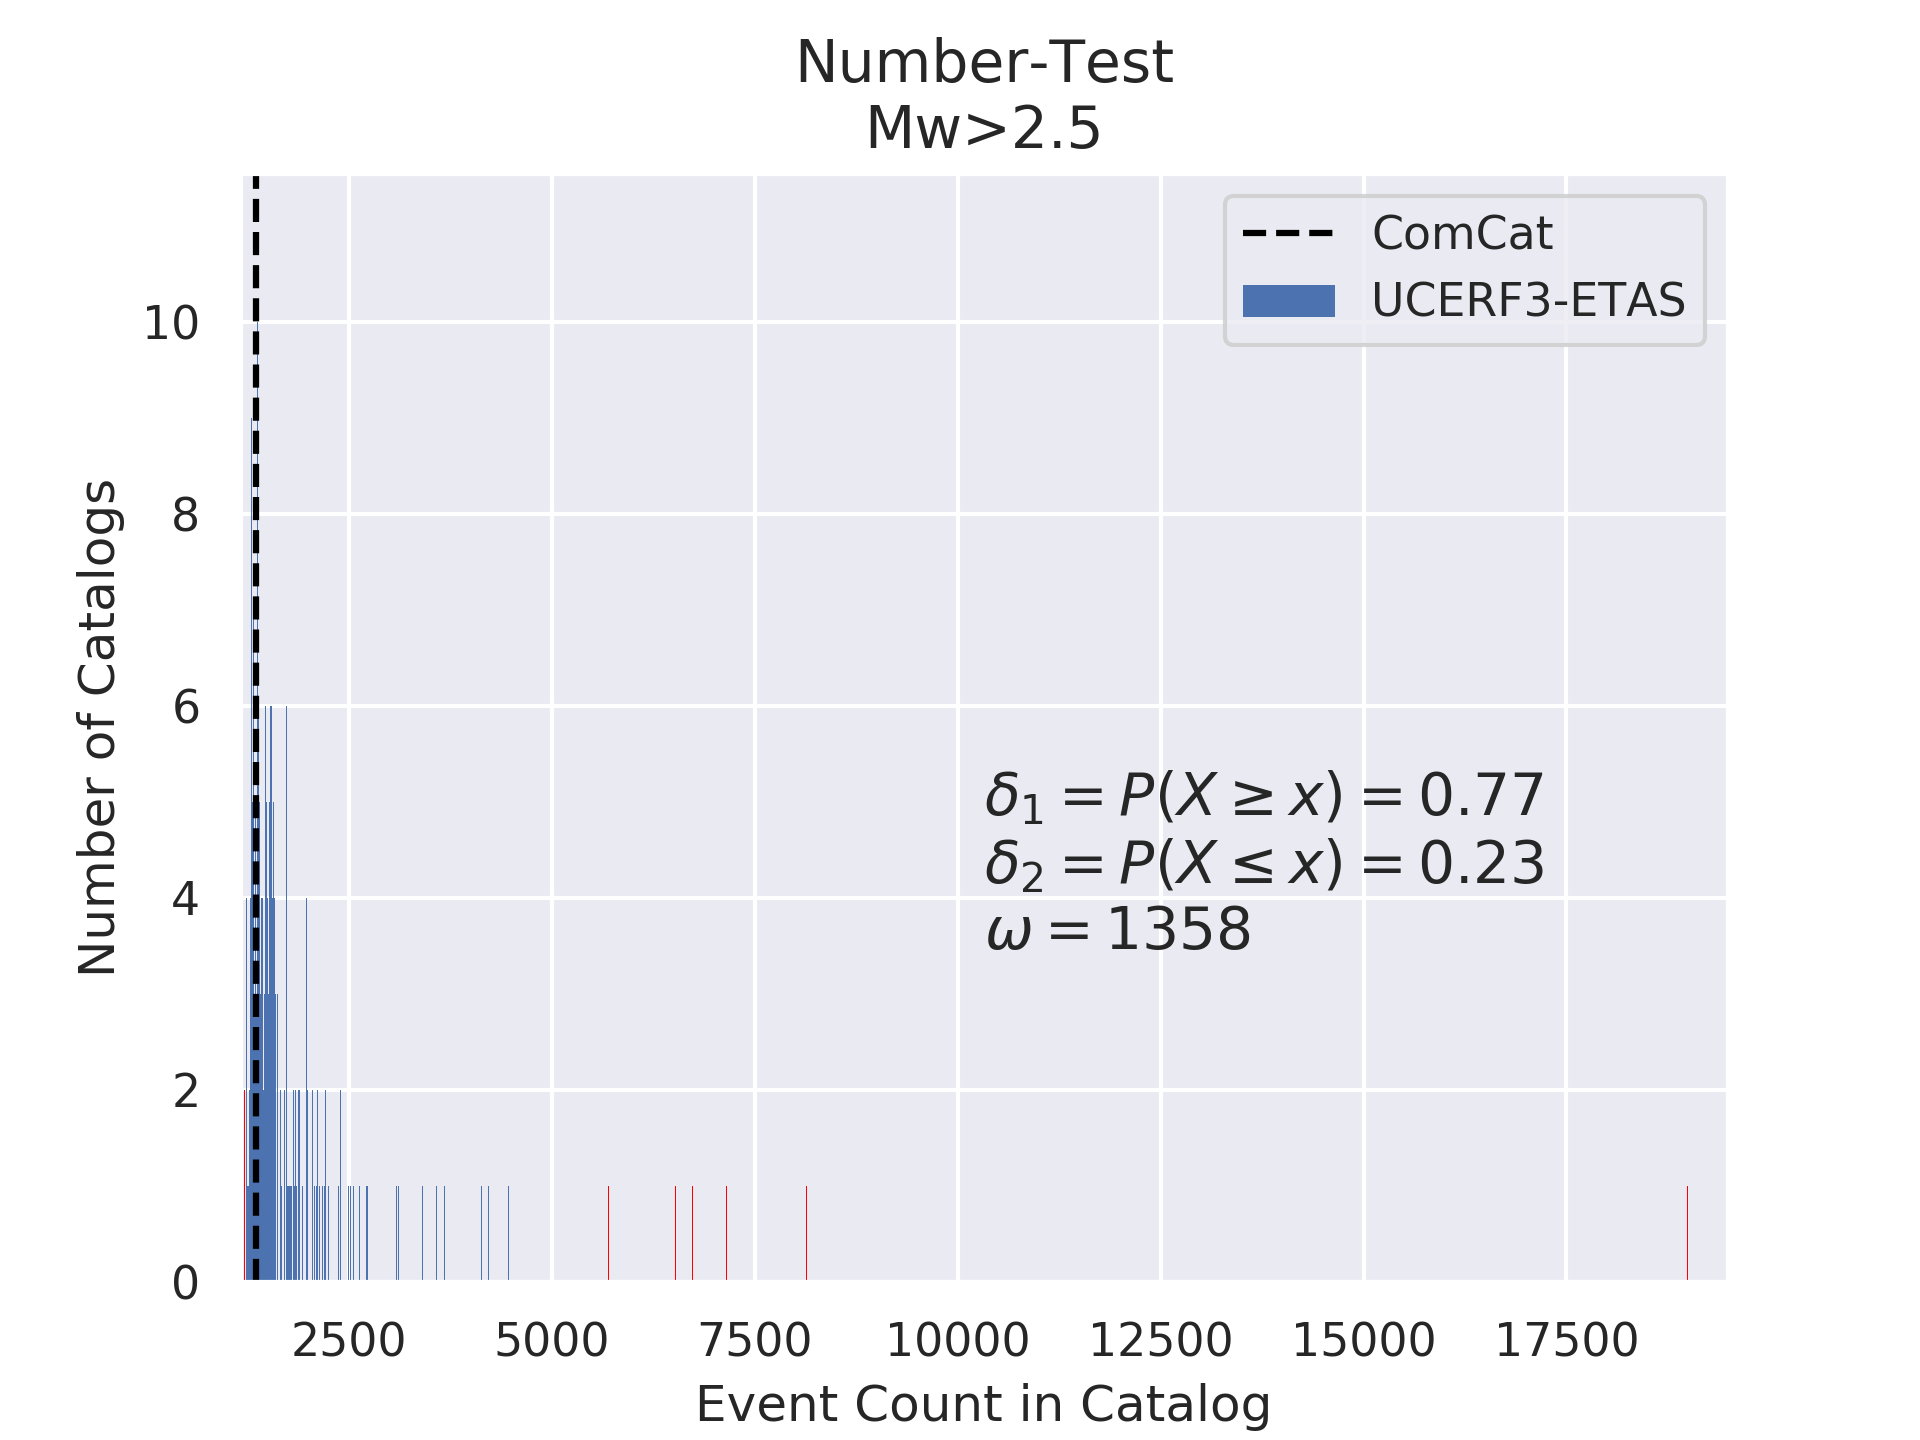 Number-Test
Mw>2.5
ComCat
UCERF3-ETAS
10
8
6
4
2
0
Number of Catalogs
δ₁ = P(X ≥ x) = 0.77
δ₂ = P(X ≤ x) = 0.23
ω = 1358
2500 5000 7500 10000 12500 15000 17500
Event Count in Catalog